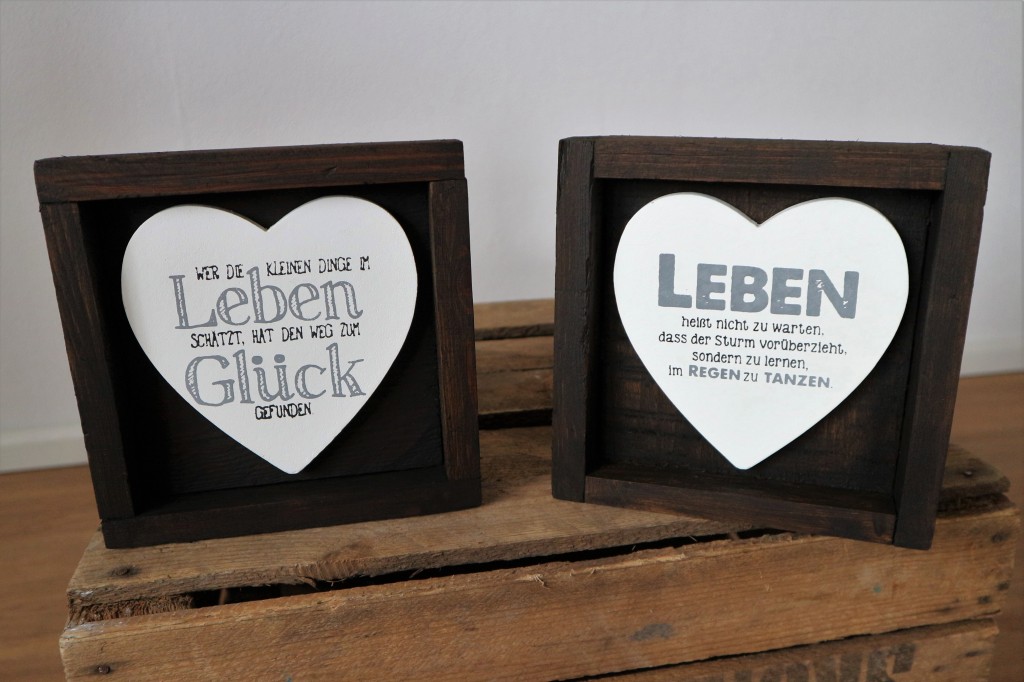 WER DIE KLEINEN DINGE IM
Leben
SCHÄTZT, HAT DEN WEG ZUM
Glück
GEFUNDEN
LEBEN
heißt nicht zu warten,
dass der Sturm vorüberzieht,
sondern zu lernen,
im REGEN zu TANZEN.